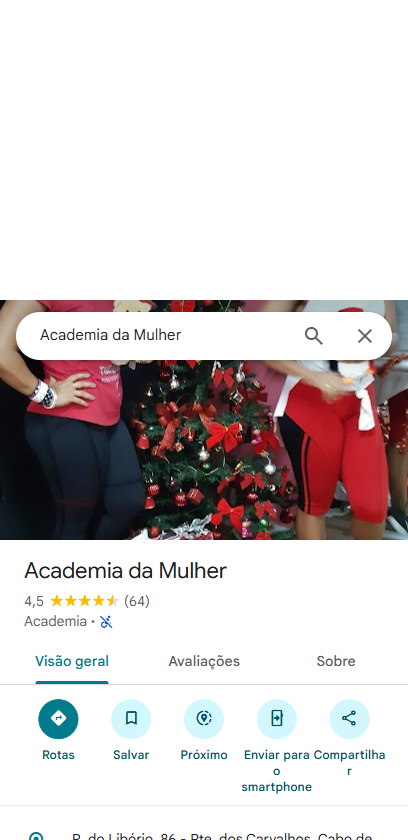 Academia da Mulher
Academia da Mulher
4,5 (64)
Academia ·
Visão geral Avaliações Sobre
Rotas Salvar Próximo Enviar para o smartphone Compartilhar
R. do Libório, 86 - Pte. dos Carvalhos, Cabo de